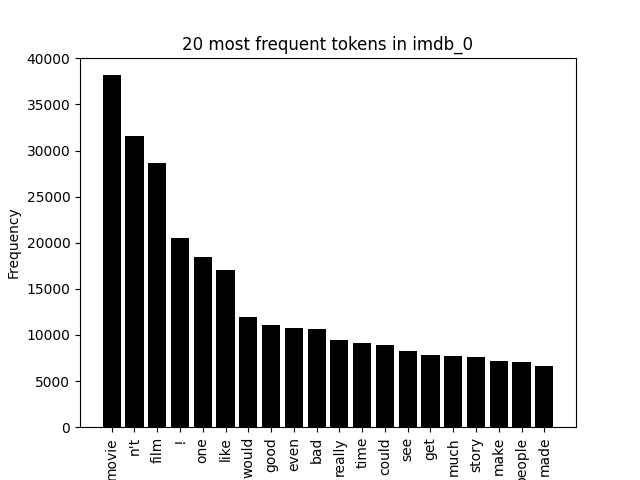 20 most frequent tokens in imdb_0
40000
35000
30000
25000
20000
15000
10000
5000
0
Frequency
movie
n't
film
!
one
like
would
good
even
bad
really
time
could
see
get
much
story
make
people
made